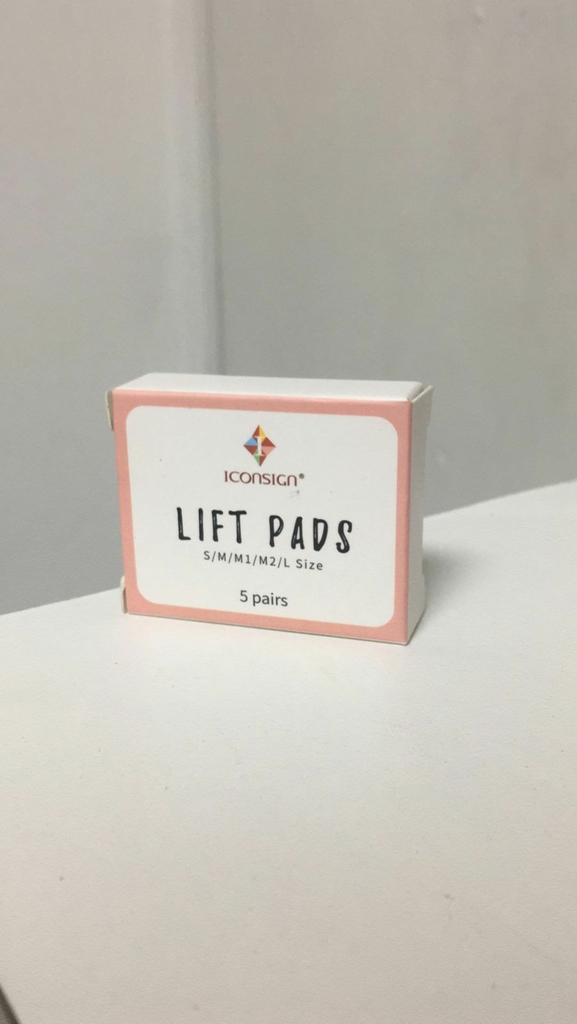 I
ICONSIGN®
LIFT PADS
S/M/M1/M2/L Size
5 pairs